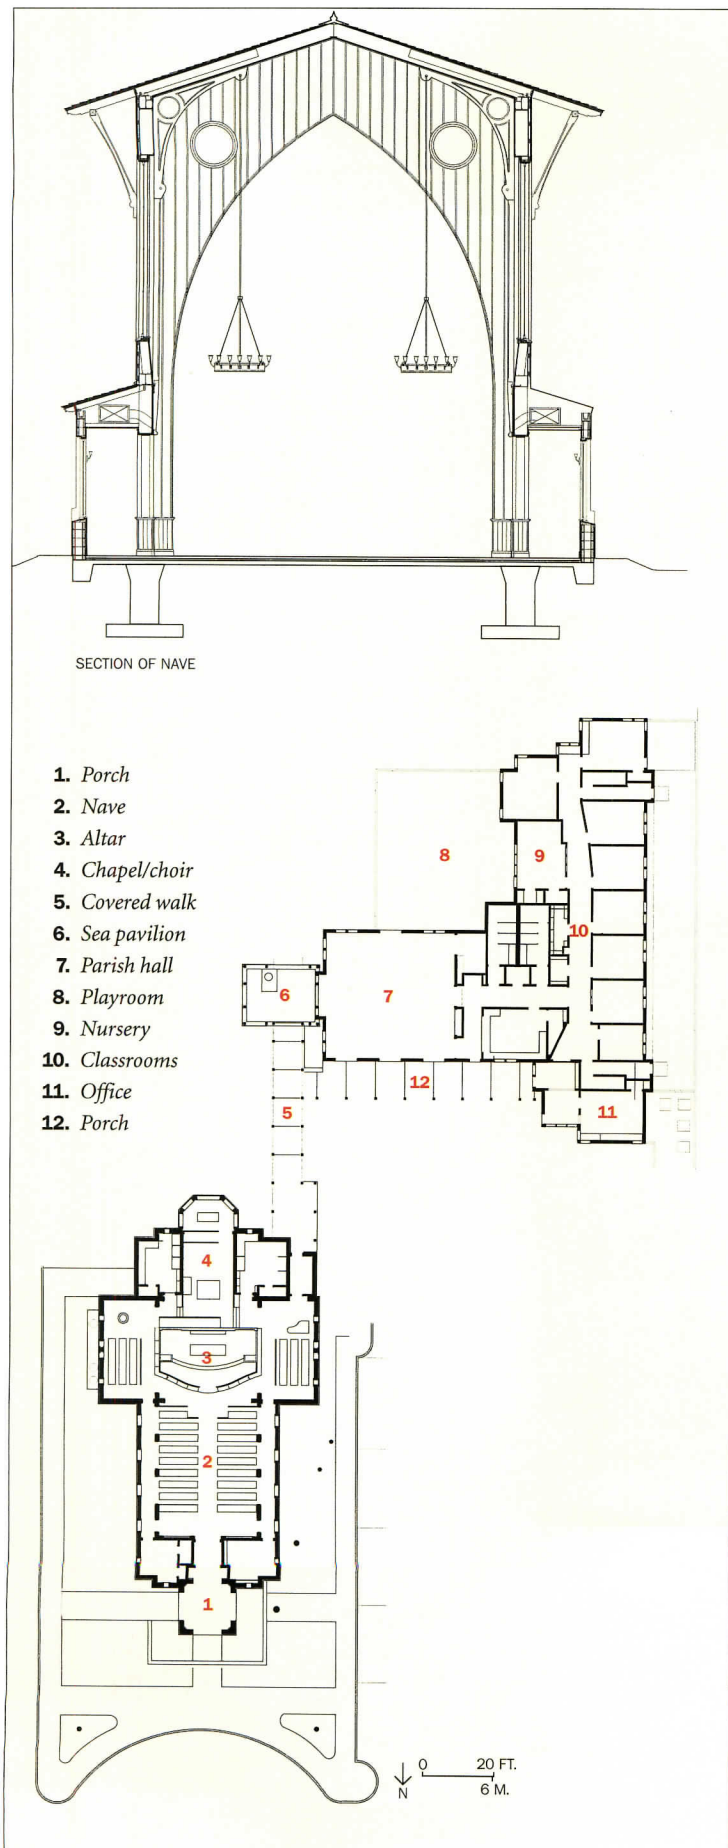 SECTION OF NAVE
1. Porch
2. Nave
3. Altar
4. Chapel/choir
5. Covered walk
6. Sea pavilion
7. Parish hall
8. Playroom
9. Nursery
10. Classrooms
11. Office
12. Porch
8
9
10
6
7
12
5
11
4
3
2
1
N
0 20 FT.
6 M.